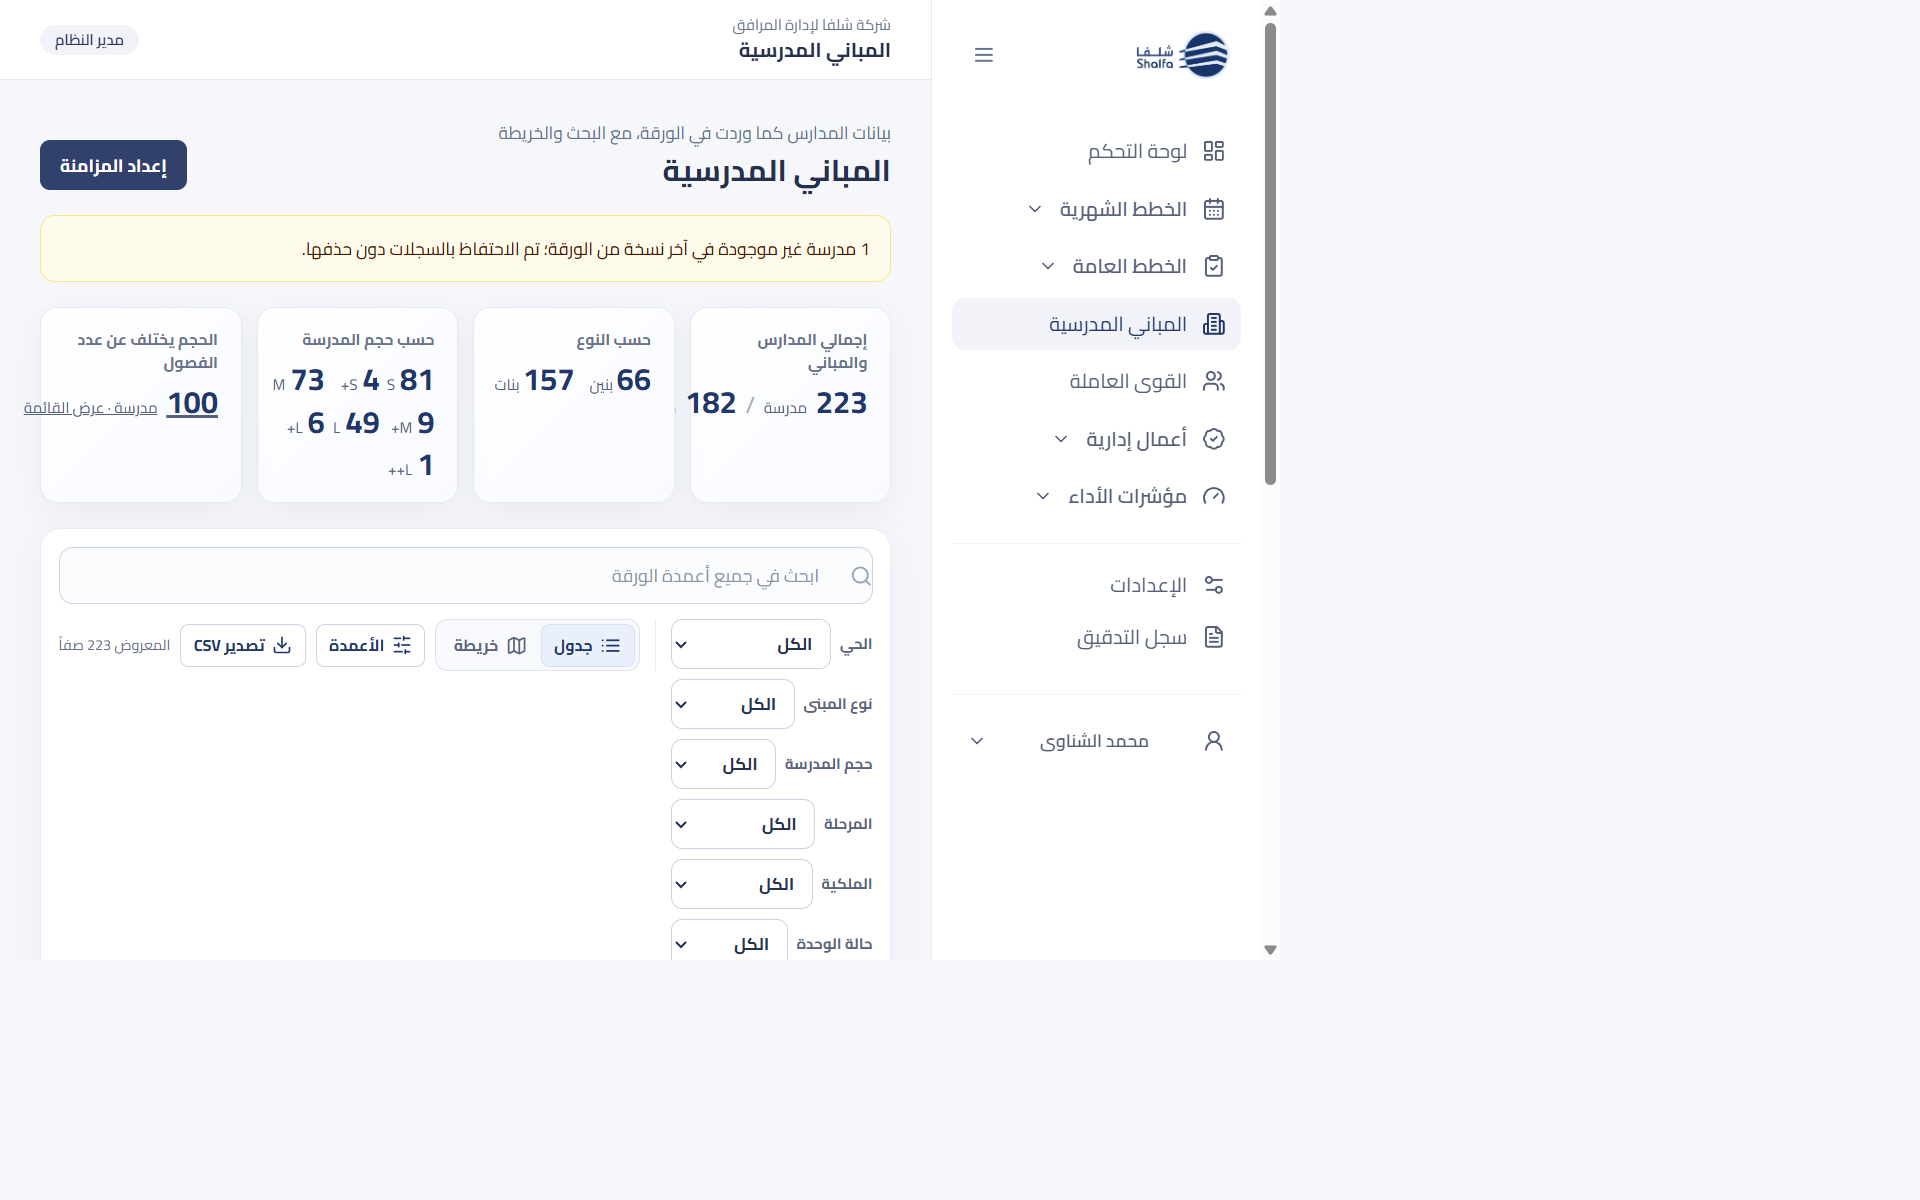 شلفا
Shalfa
لوحة التحكم
الخطط الشهرية
الخطط العامة
المباني المدرسية
القوى العاملة
أعمال إدارية
مؤشرات الأداء
الإعدادات
سجل التدقيق
محمد الشناوى
شركة شلفا لإدارة المرافق
المباني المدرسية
مدير النظام
بيانات المدارس كما وردت في الورقة، مع البحث والخريطة
المباني المدرسية
إعداد المزامنة
1 مدرسة غير موجودة في آخر نسخة من الورقة؛ تم الاحتفاظ بالسجلات دون حذفها.
إجمالي المدارس
والمباني
223 مدرسة / 182
حسب النوع
66 بنين 157 بنات
حسب حجم المدرسة
81 S 4 S+ 73 M
9 M+ 49 L 6 L+
1 L++
الحجم يختلف عن عدد
الفصول
100 مدرسة · عرض القائمة
ابحث في جميع أعمدة الورقة
الحي الكل
نوع المبنى الكل
حجم المدرسة الكل
المرحلة الكل
الملكية الكل
حالة الوحدة الكل
جدول
خريطة
الأعمدة
تصدير CSV
المعروض 223 صفاً